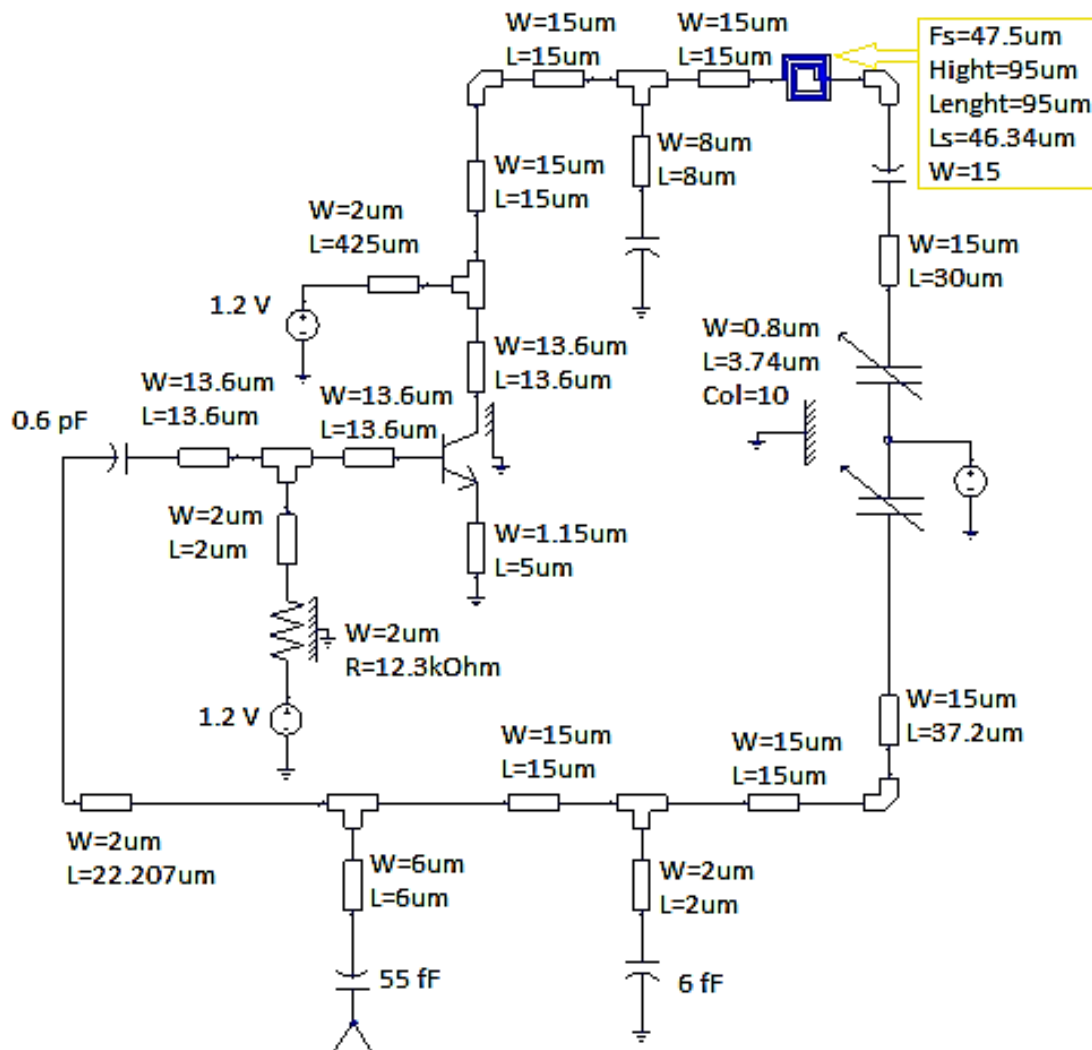 W=15um
L=15um
W=15um
L=15um
Fs=47.5um
Hight=95um
Lenght=95um
Ls=46.34um
W=15
W=15um
L=15um
W=8um
L=8um
W=2um
L=425um
W=15um
L=30um
1.2 V
W=0.8um
L=3.74um
Col=10
W=13.6um
L=13.6um
W=13.6um
L=13.6um
W=13.6um
L=13.6um
0.6 pF
W=2um
L=2um
W=1.15um
L=5um
W=2um
R=12.3kOhm
1.2 V
W=15um
L=37.2um
W=15um
L=15um
W=15um
L=15um
W=2um
L=22.207um
W=6um
L=6um
W=2um
L=2um
55 fF
6 fF